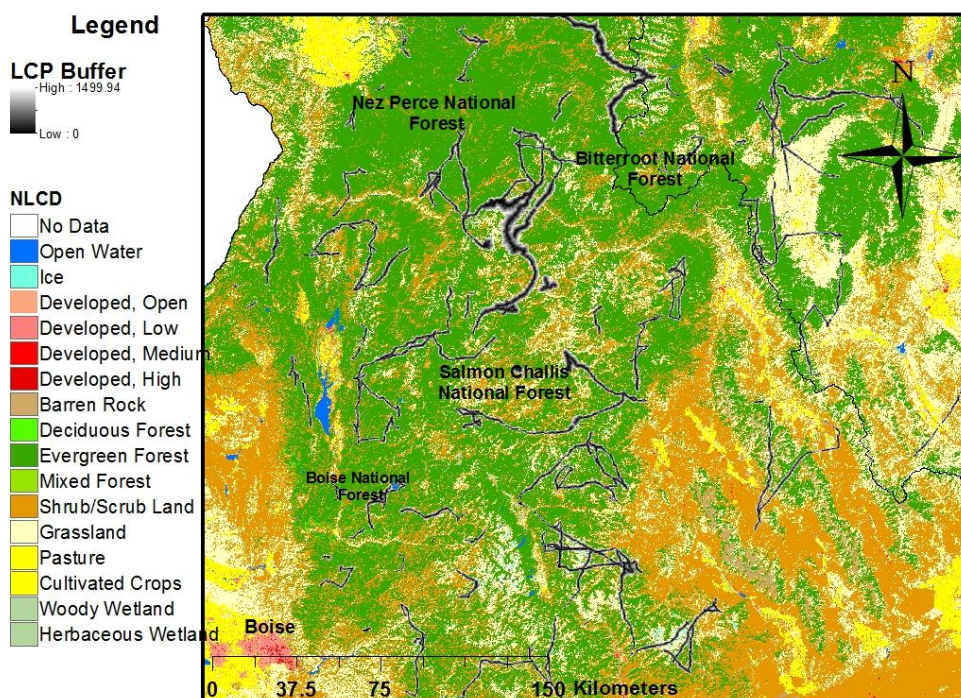 Legend
LCP Buffer
High : 1499.94
Low : 0
NLCD
No Data
Open Water
Ice
Developed, Open
Developed, Low
Developed, Medium
Developed, High
Barren Rock
Deciduous Forest
Evergreen Forest
Mixed Forest
Shrub/Scrub Land
Grassland
Pasture
Cultivated Crops
Woody Wetland
Herbaceous Wetland
N
Nez Perce National
Forest
Bitterroot National
Forest
Salmon Challis
National Forest
Boise National
Forest
Boise
0 37.5 75 150 Kilometers